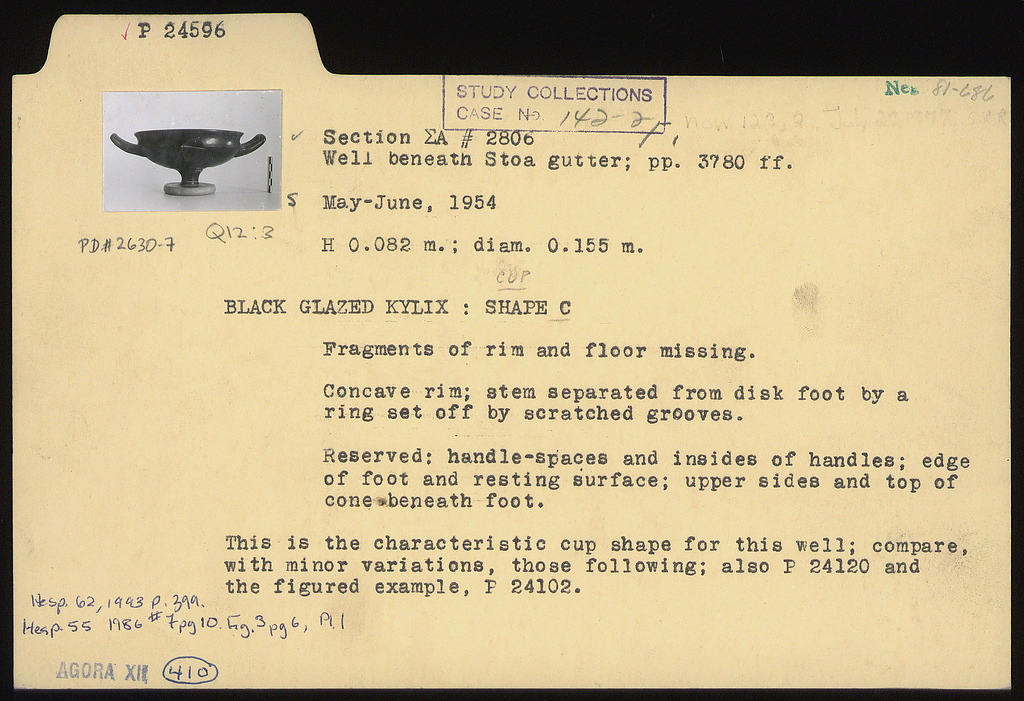 ✓ P 24596
STUDY COLLECTIONS
CASE No. 142-2
Neg 81-686
Section ΣA # 2806
Well beneath Stoa gutter; pp. 3780 ff.
S May-June, 1954
PD# 2630-7 Q12:3
H 0.082 m.; diam. 0.155 m.
CUP
BLACK GLAZED KYLIX : SHAPE C
Fragments of rim and floor missing.
Concave rim; stem separated from disk foot by a
ring set off by scratched grooves.
Reserved: handle-spaces and insides of handles; edge
of foot and resting surface; upper sides and top of
cone beneath foot.
This is the characteristic cup shape for this well; compare,
with minor variations, those following; also P 24120 and
the figured example, P 24102.
Hesp. 62, 1993 p. 399.
Hesp. 55 1986 #7 pg 10. Fig. 3 pg 6, Pl. 1
AGORA XII 410